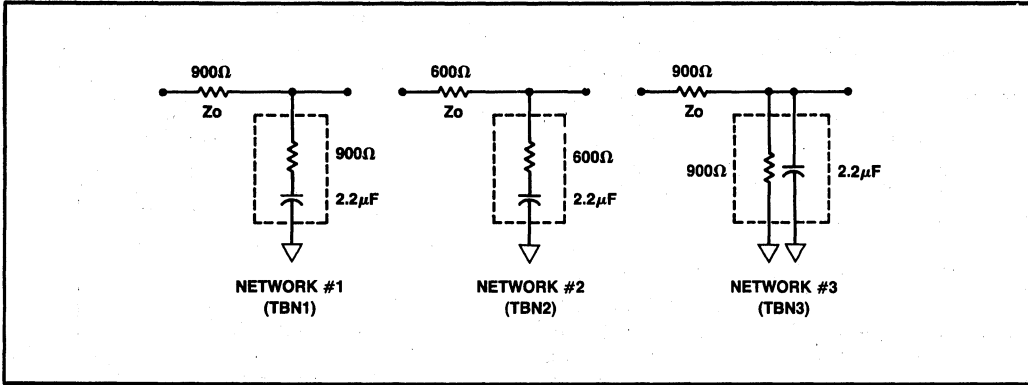 900Ω
Zo
900Ω
2.2μF
NETWORK #1
(TBN1)
600Ω
Zo
600Ω
2.2μF
NETWORK #2
(TBN2)
900Ω
Zo
900Ω
2.2μF
NETWORK #3
(TBN3)